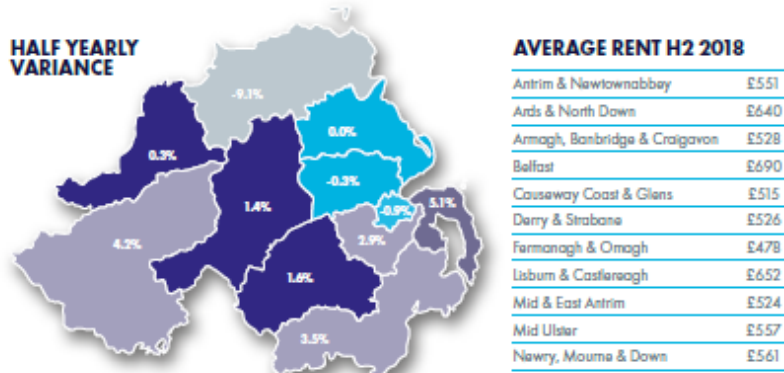 HALF YEARLY
VARIANCE
-9.1%
0.3%
0.0%
-0.3%
1.4%
-0.9%
5.1%
4.2%
2.9%
1.6%
3.5%
AVERAGE RENT H2 2018
Antrim & Newtownabbey £551
Ards & North Down £640
Armagh, Banbridge & Craigavon £528
Belfast £690
Causeway Coast & Glens £515
Derry & Strabane £526
Fermanagh & Omagh £478
Lisburn & Castlereagh £652
Mid & East Antrim £524
Mid Ulster £557
Newry, Mourne & Down £561